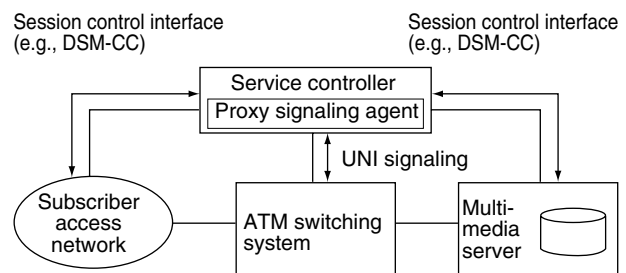 Session control interface
(e.g., DSM-CC)
Session control interface
(e.g., DSM-CC)
Service controller
Proxy signaling agent
UNI signaling
Subscriber
access
network
ATM switching
system
Multi-
media
server